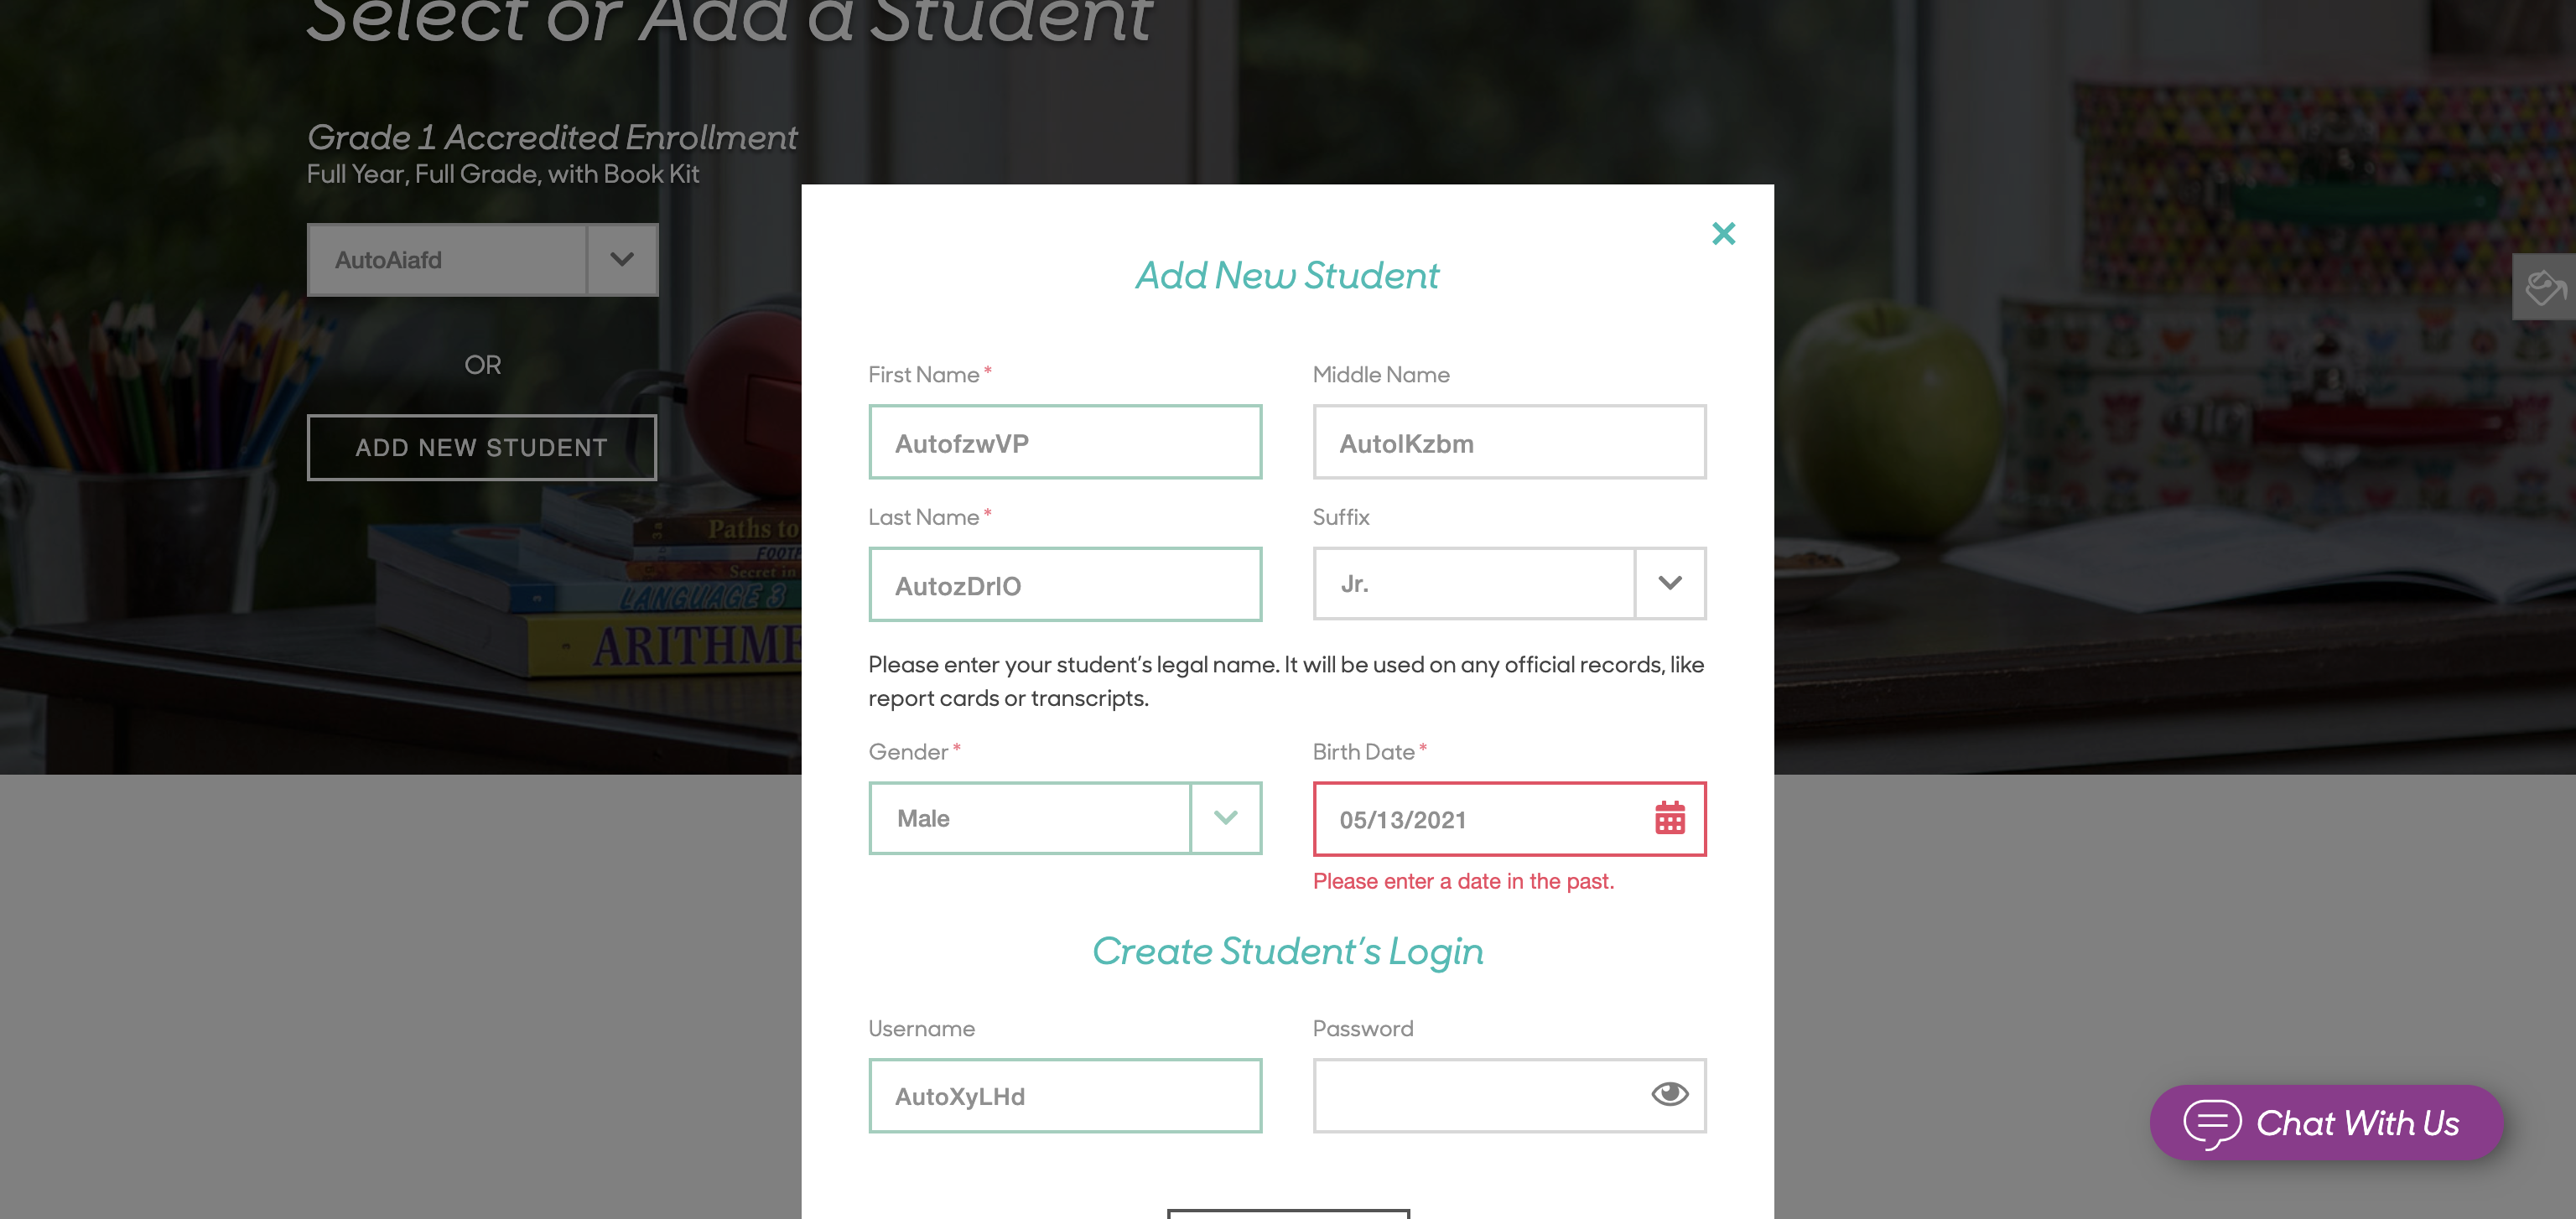 Select or Add a Student
Grade 1 Accredited Enrollment
Full Year, Full Grade, with Book Kit
AutoAiafd
OR
ADD NEW STUDENT
Paths to
FOOT
Secret in
LANGUAGE 3
ARITHME
Add New Student
First Name *
Middle Name
AutofzwVP
AutolKzbm
Last Name *
Suffix
AutozDrlO
Jr.
Please enter your student's legal name. It will be used on any official records, like
report cards or transcripts.
Gender *
Birth Date *
Male
05/13/2021
Please enter a date in the past.
Create Student's Login
Username
Password
AutoXyLHd
Chat With Us